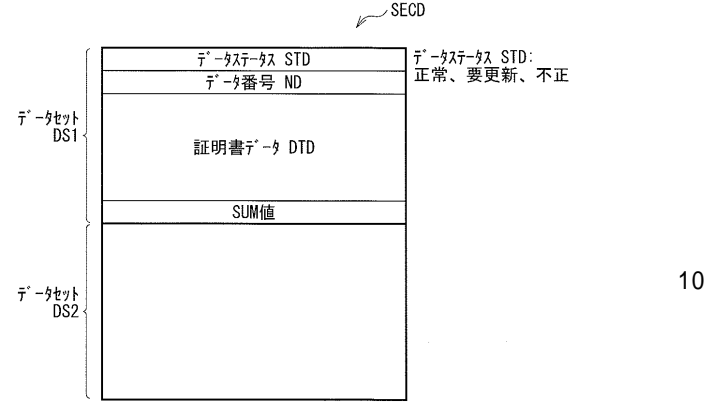 SECD
ﾃﾞｰﾀｽﾃｰﾀｽ STD
ﾃﾞｰﾀ番号 ND
証明書ﾃﾞｰﾀ DTD
SUM値
ﾃﾞｰﾀｽﾃｰﾀｽ STD:
正常、要更新、不正
ﾃﾞｰﾀｾｯﾄ
DS1
ﾃﾞｰﾀｾｯﾄ
DS2
10